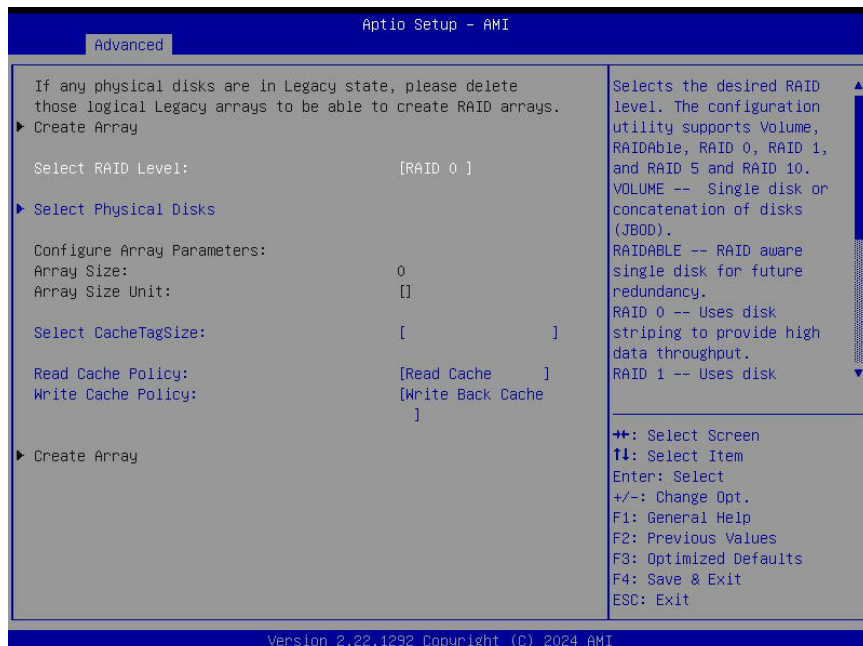 Aptio Setup – AMI
Advanced
If any physical disks are in Legacy state, please delete
those logical Legacy arrays to be able to create RAID arrays.
▶ Create Array
Select RAID Level: [RAID 0 ]
▶ Select Physical Disks
Configure Array Parameters:
Array Size: 0
Array Size Unit: []
Select CacheTagSize: [ ]
Read Cache Policy: [Read Cache ]
Write Cache Policy: [Write Back Cache
]
▶ Create Array
Selects the desired RAID
level. The configuration
utility supports Volume,
RAIDAble, RAID 0, RAID 1,
and RAID 5 and RAID 10.
VOLUME -- Single disk or
concatenation of disks
(JBOD).
RAIDABLE -- RAID aware
single disk for future
redundancy.
RAID 0 -- Uses disk
striping to provide high
data throughput.
RAID 1 -- Uses disk
→←: Select Screen
↑↓: Select Item
Enter: Select
+/-: Change Opt.
F1: General Help
F2: Previous Values
F3: Optimized Defaults
F4: Save & Exit
ESC: Exit
Version 2.22.1292 Copyright (C) 2024 AMI